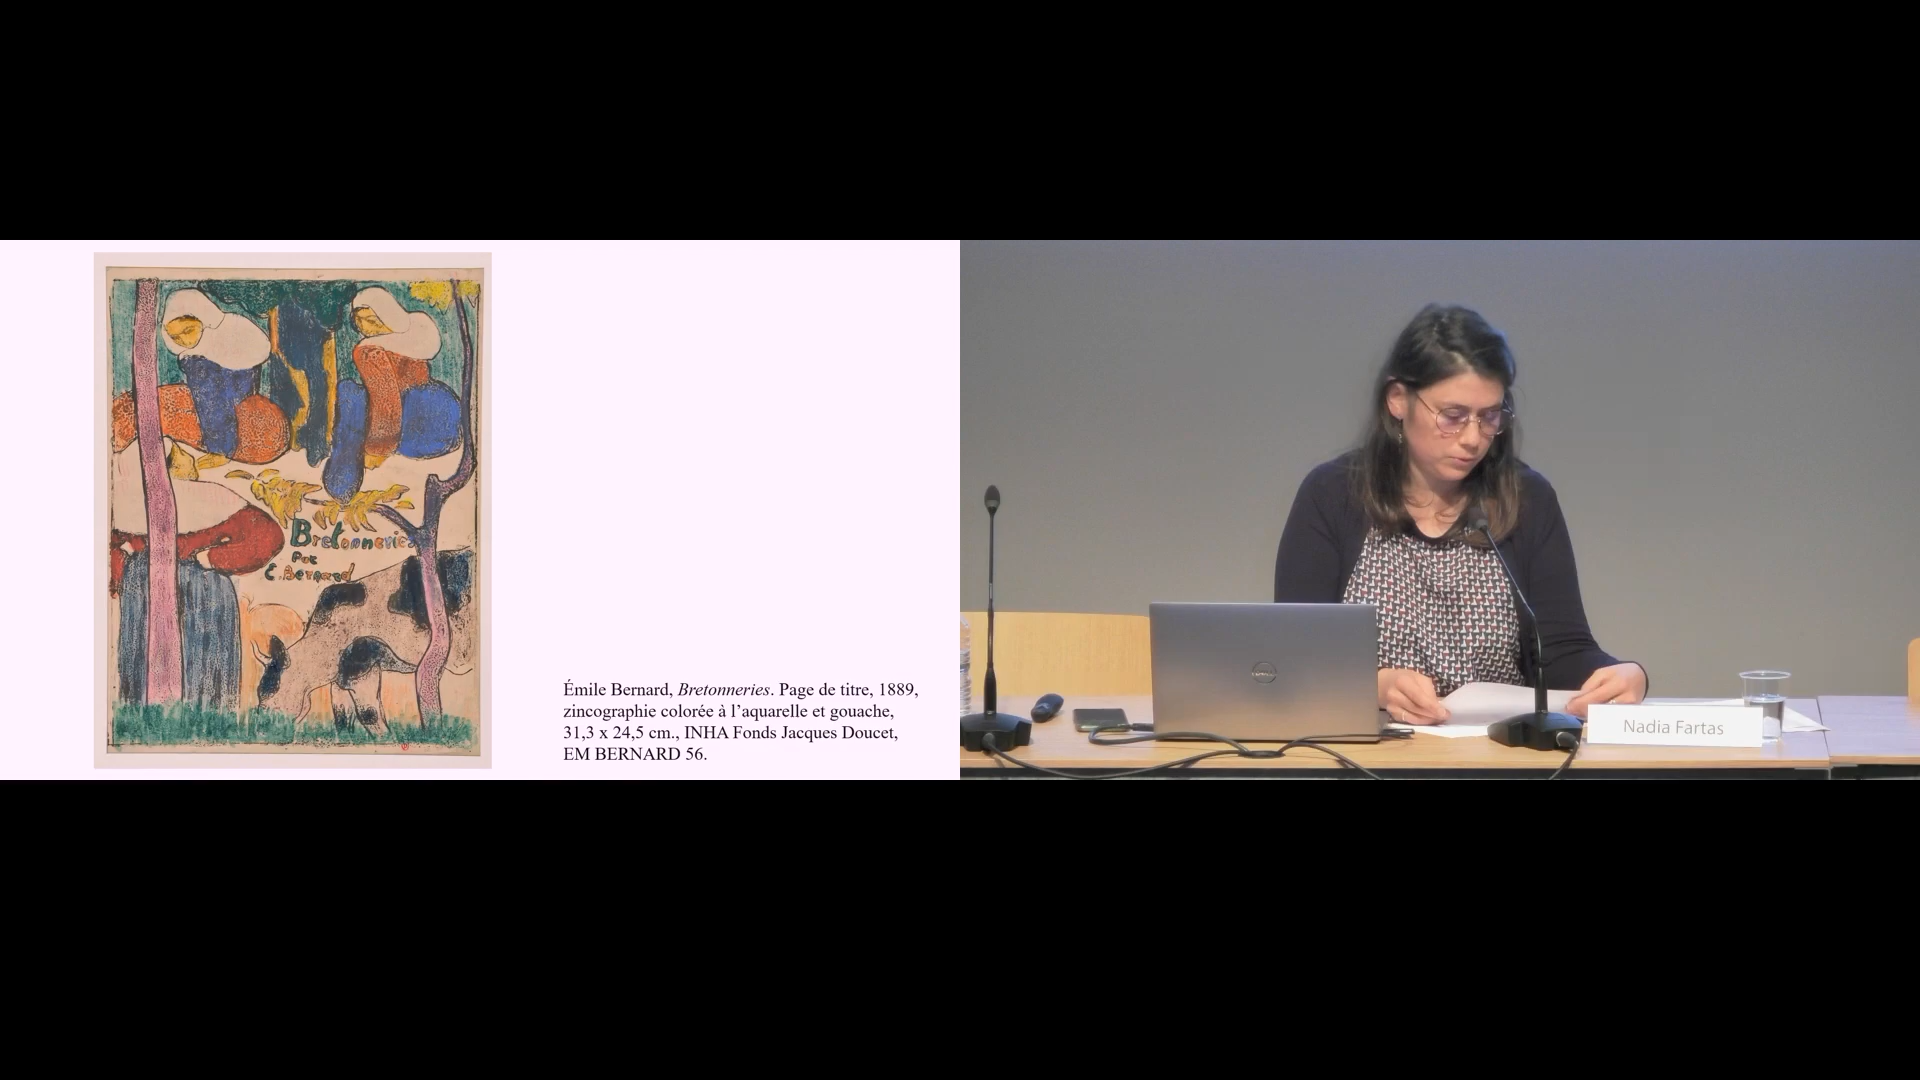 Bretonneries
Par
E. Bernard
Émile Bernard, Bretonneries. Page de titre, 1889,
zincographie colorée à l’aquarelle et gouache,
31,3 x 24,5 cm., INHA Fonds Jacques Doucet,
EM BERNARD 56.
DELL
Nadia Fartas